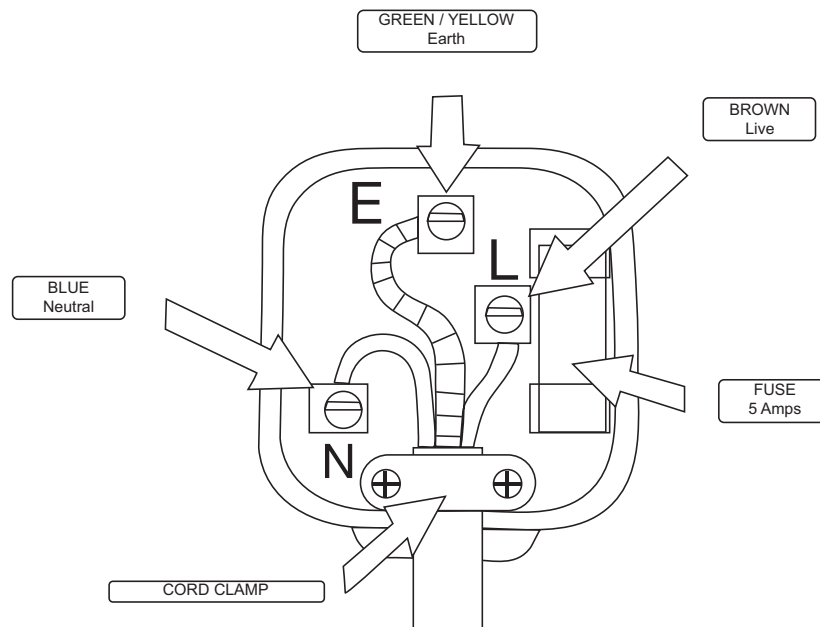 GREEN / YELLOW
Earth
BROWN
Live
E
L
BLUE
Neutral
FUSE
5 Amps
N
CORD CLAMP